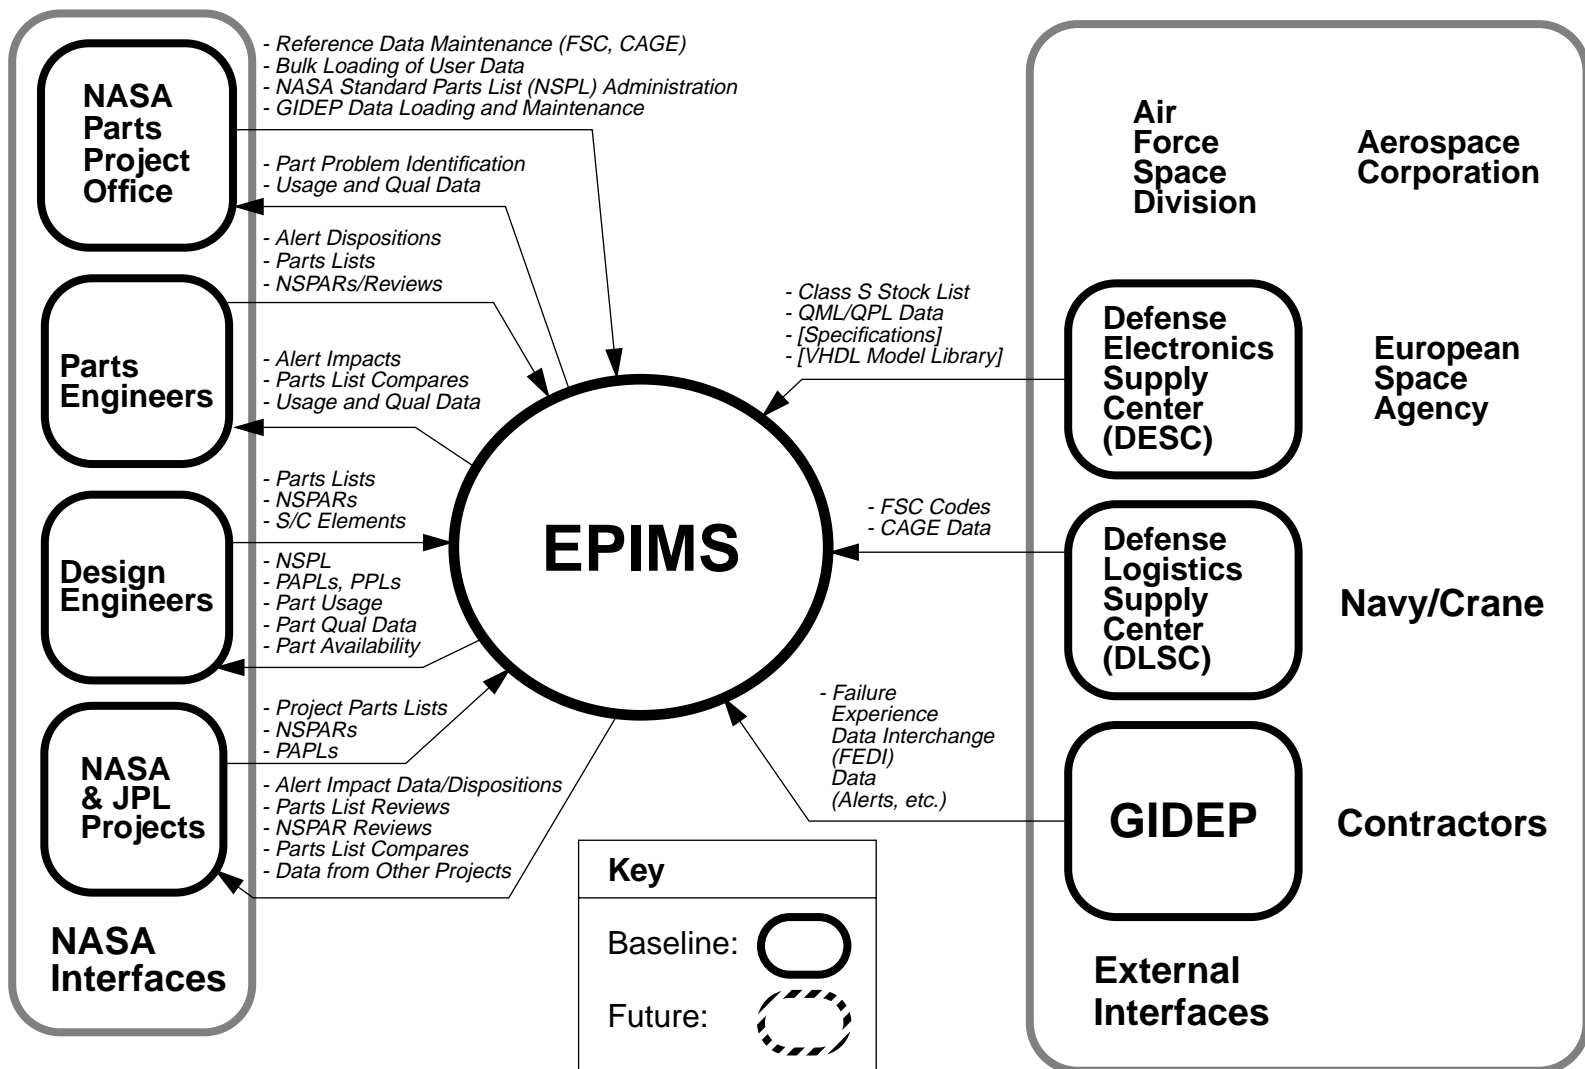 NASA
Parts
Project
Office
- Reference Data Maintenance (FSC, CAGE)
- Bulk Loading of User Data
- NASA Standard Parts List (NSPL) Administration
- GIDEP Data Loading and Maintenance
- Part Problem Identification
- Usage and Qual Data
Parts
Engineers
- Alert Dispositions
- Parts Lists
- NSPARs/Reviews
- Alert Impacts
- Parts List Compares
- Usage and Qual Data
Design
Engineers
- Parts Lists
- NSPARs
- S/C Elements
- NSPL
- PAPLs, PPLs
- Part Usage
- Part Qual Data
- Part Availability
NASA
& JPL
Projects
- Project Parts Lists
- NSPARs
- PAPLs
- Alert Impact Data/Dispositions
- Parts List Reviews
- NSPAR Reviews
- Parts List Compares
- Data from Other Projects
NASA
Interfaces
EPIMS
- Class S Stock List
- QML/QPL Data
- [Specifications]
- [VHDL Model Library]
- FSC Codes
- CAGE Data
- Failure
Experience
Data Interchange
(FEDI)
Data
(Alerts, etc.)
Key
Baseline:
Future:
Air
Force
Space
Division
Aerospace
Corporation
Defense
Electronics
Supply
Center
(DESC)
European
Space
Agency
Defense
Logistics
Supply
Center
(DLSC)
Navy/Crane
GIDEP
Contractors
External
Interfaces